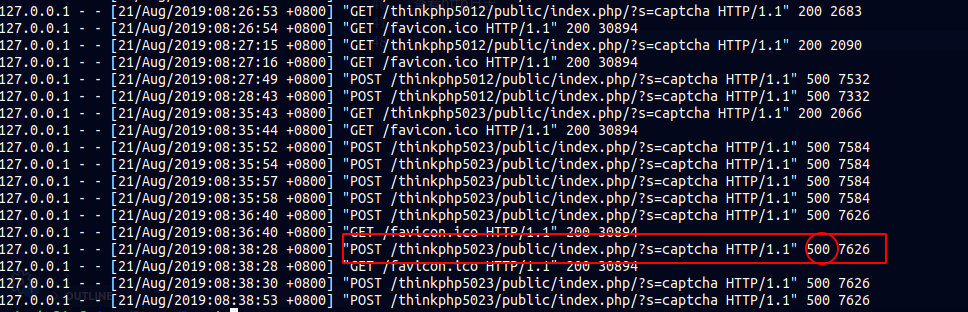 127.0.0.1 - - [21/Aug/2019:08:26:53 +0800] "GET /thinkphp5012/public/index.php/?s=captcha HTTP/1.1" 200 2683
127.0.0.1 - - [21/Aug/2019:08:26:54 +0800] "GET /favicon.ico HTTP/1.1" 200 30894
127.0.0.1 - - [21/Aug/2019:08:27:15 +0800] "GET /thinkphp5012/public/index.php/?s=captcha HTTP/1.1" 200 2090
127.0.0.1 - - [21/Aug/2019:08:27:16 +0800] "GET /favicon.ico HTTP/1.1" 200 30894
127.0.0.1 - - [21/Aug/2019:08:27:49 +0800] "POST /thinkphp5012/public/index.php/?s=captcha HTTP/1.1" 500 7532
127.0.0.1 - - [21/Aug/2019:08:28:43 +0800] "POST /thinkphp5012/public/index.php/?s=captcha HTTP/1.1" 500 7332
127.0.0.1 - - [21/Aug/2019:08:35:43 +0800] "GET /thinkphp5023/public/index.php/?s=captcha HTTP/1.1" 200 2066
127.0.0.1 - - [21/Aug/2019:08:35:44 +0800] "GET /favicon.ico HTTP/1.1" 200 30894
127.0.0.1 - - [21/Aug/2019:08:35:52 +0800] "POST /thinkphp5023/public/index.php/?s=captcha HTTP/1.1" 500 7584
127.0.0.1 - - [21/Aug/2019:08:35:54 +0800] "POST /thinkphp5023/public/index.php/?s=captcha HTTP/1.1" 500 7584
127.0.0.1 - - [21/Aug/2019:08:35:57 +0800] "POST /thinkphp5023/public/index.php/?s=captcha HTTP/1.1" 500 7584
127.0.0.1 - - [21/Aug/2019:08:35:58 +0800] "POST /thinkphp5023/public/index.php/?s=captcha HTTP/1.1" 500 7584
127.0.0.1 - - [21/Aug/2019:08:36:40 +0800] "POST /thinkphp5023/public/index.php/?s=captcha HTTP/1.1" 500 7626
127.0.0.1 - - [21/Aug/2019:08:36:40 +0800] "GET /favicon.ico HTTP/1.1" 200 30894
127.0.0.1 - - [21/Aug/2019:08:38:28 +0800] "POST /thinkphp5023/public/index.php/?s=captcha HTTP/1.1" 500 7626
127.0.0.1 - - [21/Aug/2019:08:38:28 +0800] "GET /favicon.ico HTTP/1.1" 200 30894
127.0.0.1 - - [21/Aug/2019:08:38:30 +0800] "POST /thinkphp5023/public/index.php/?s=captcha HTTP/1.1" 500 7626
OUTLINE
127.0.0.1 - - [21/Aug/2019:08:38:53 +0800] "POST /thinkphp5023/public/index.php/?s=captcha HTTP/1.1" 500 7626